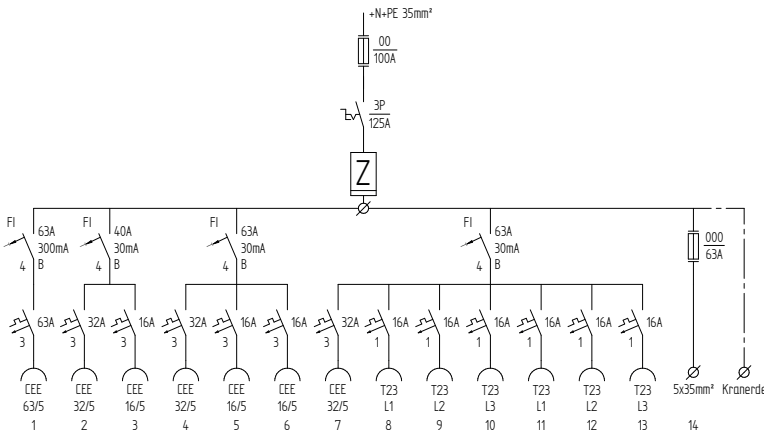 +N+PE 35mm²
00
100A
3P
125A
Z
FI 63A FI 40A FI 63A FI 63A
300mA 30mA 30mA 30mA 000
4 B 4 B 4 B 4 B 63A
63A 32A 16A 32A 16A 16A 32A 16A 16A 16A 16A 16A 16A
3 3 3 3 3 3 3 1 1 1 1 1 1
CEE CEE CEE CEE CEE CEE CEE T23 T23 T23 T23 T23 T23 5x35mm² Kranerde
63/5 32/5 16/5 32/5 16/5 16/5 32/5 L1 L2 L3 L1 L2 L3
1 2 3 4 5 6 7 8 9 10 11 12 13 14